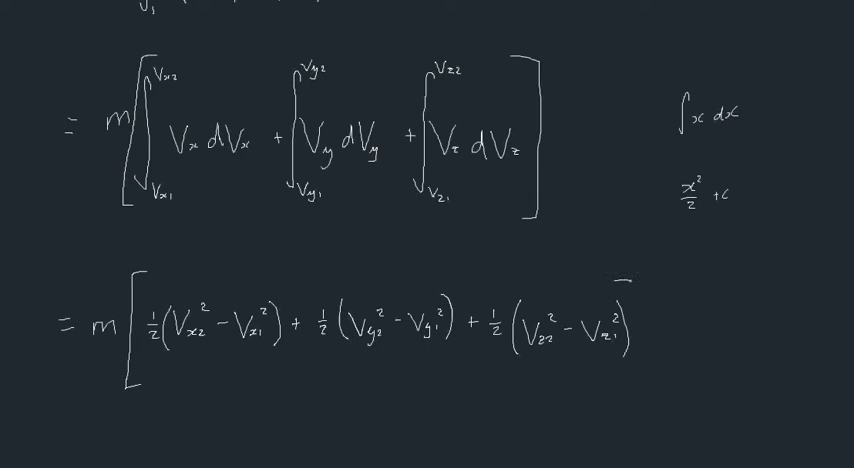 V₁
= m [ ∫_{Vx1}^{Vx2} Vx dVx + ∫_{Vy1}^{Vy2} Vy dVy + ∫_{Vz1}^{Vz2} Vz dVz ]
∫ x dx
x²/2 + c
= m [ 1/2 (Vx2² − Vx1²) + 1/2 (Vy2² − Vy1²) + 1/2 (Vz2² − Vz1²)